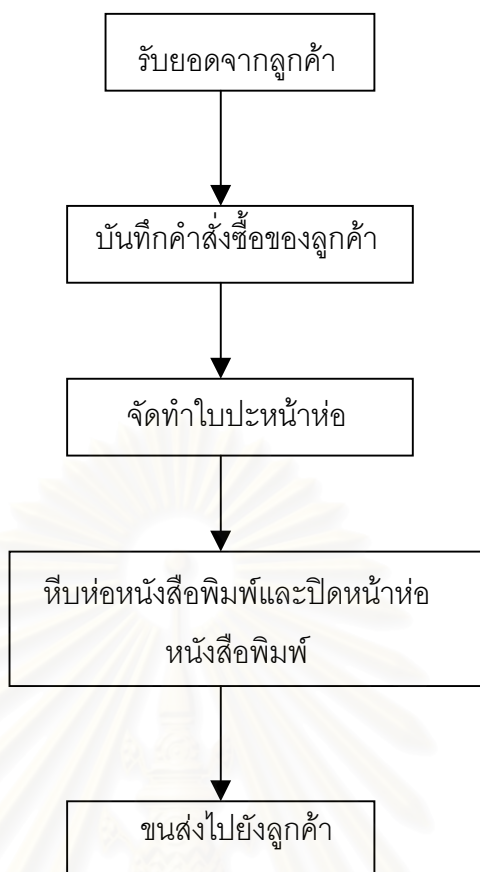 รับยอดจากลูกค้า
บันทึกคำสั่งซื้อของลูกค้า
จัดทำใบปะหน้าห่อ
หีบห่อหนังสือพิมพ์และปิดหน้าห่อ
หนังสือพิมพ์
ขนส่งไปยังลูกค้า